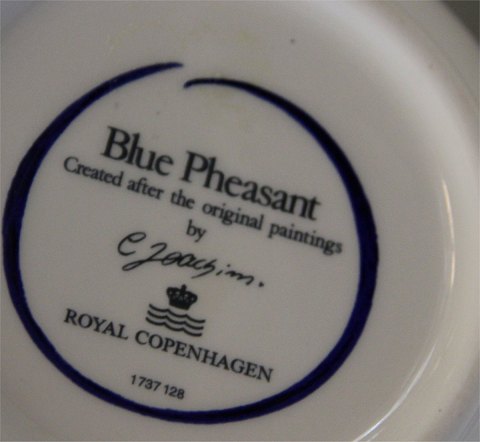 Blue Pheasant
Created after the original paintings
by
C Joachim.
ROYAL COPENHAGEN
1737 128